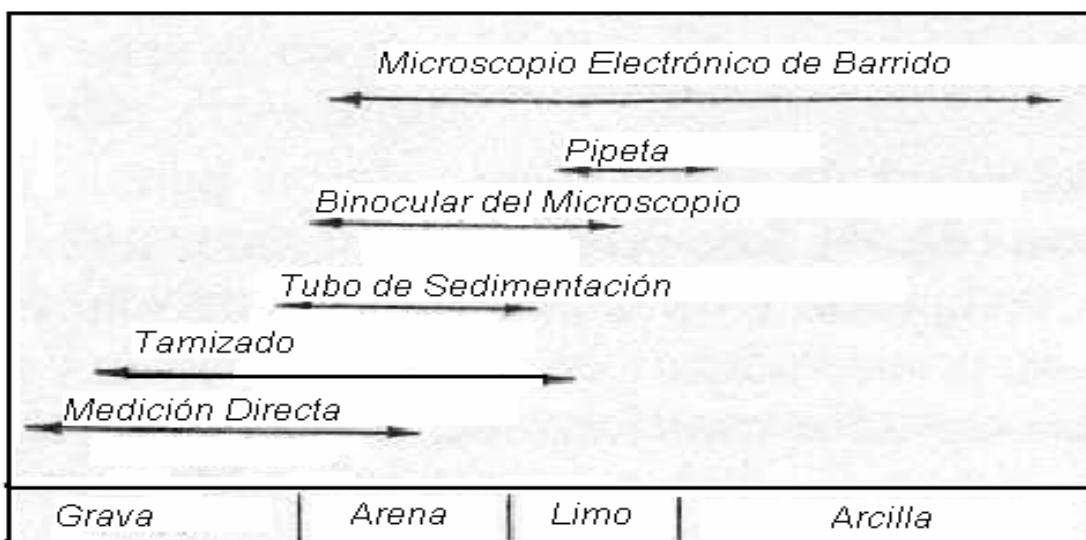 Microscopio Electrónico de Barrido
Pipeta
Binocular del Microscopio
Tubo de Sedimentación
Tamizado
Medición Directa
Grava Arena Limo Arcilla